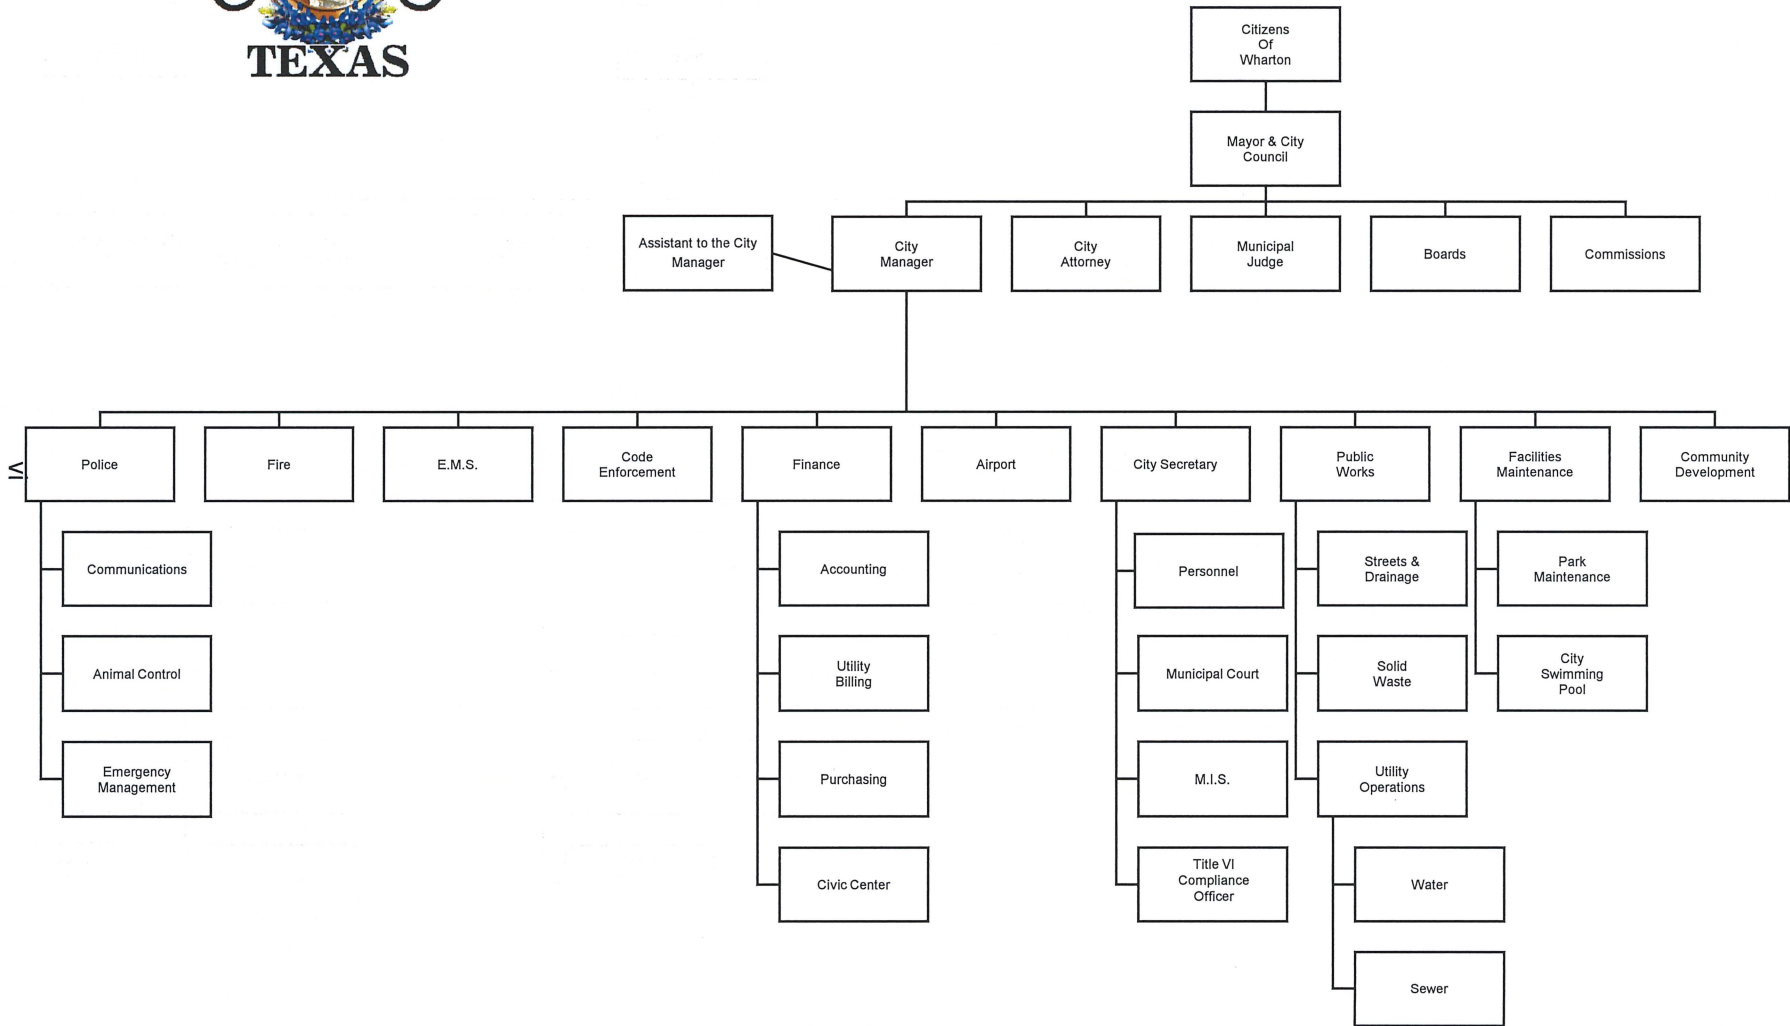 TEXAS
Citizens
Of
Wharton
Mayor & City
Council
Assistant to the City
Manager
City
Manager
City
Attorney
Municipal
Judge
Boards
Commissions
vi
Police
Fire
E.M.S.
Code
Enforcement
Finance
Airport
City Secretary
Public
Works
Facilities
Maintenance
Community
Development
Communications
Animal Control
Emergency
Management
Accounting
Utility
Billing
Purchasing
Civic Center
Personnel
Municipal Court
M.I.S.
Title VI
Compliance
Officer
Streets &
Drainage
Solid
Waste
Utility
Operations
Water
Sewer
Park
Maintenance
City
Swimming
Pool